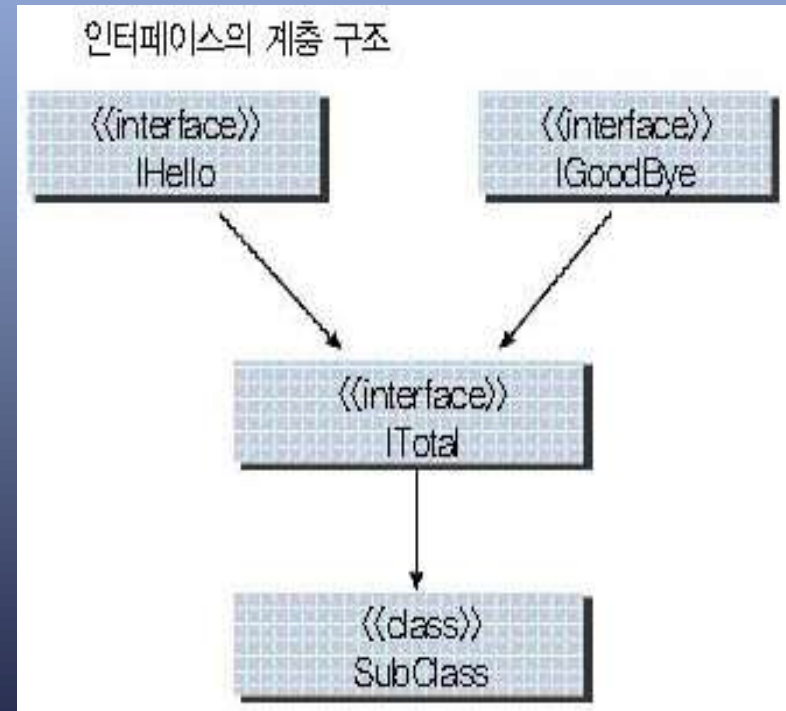 인터페이스의 계층 구조
⟨⟨interface⟩⟩
IHello
⟨⟨interface⟩⟩
IGoodBye
⟨⟨interface⟩⟩
ITotal
⟨⟨class⟩⟩
SubClass